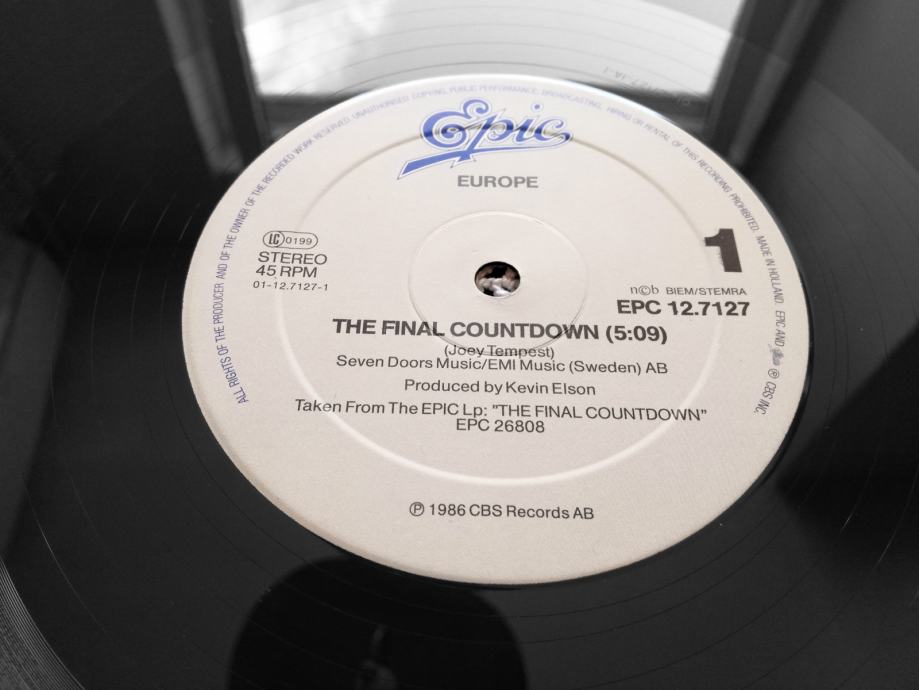 ALL RIGHTS OF THE PRODUCER AND OF THE OWNER OF THE RECORDED WORK RESERVED. UNAUTHORISED COPYING, PUBLIC PERFORMANCE, BROADCASTING, HIRING OR RENTAL OF THIS RECORDING PROHIBITED. MADE IN HOLLAND. EPIC AND ℗ CBS INC.
Epic
EUROPE
LC 0199
STEREO
45 RPM
01-12.7127-1
1
n©b BIEM/STEMRA
EPC 12.7127
THE FINAL COUNTDOWN (5:09)
(Joey Tempest)
Seven Doors Music/EMI Music (Sweden) AB
Produced by Kevin Elson
Taken From The EPIC Lp: "THE FINAL COUNTDOWN"
EPC 26808
℗ 1986 CBS Records AB